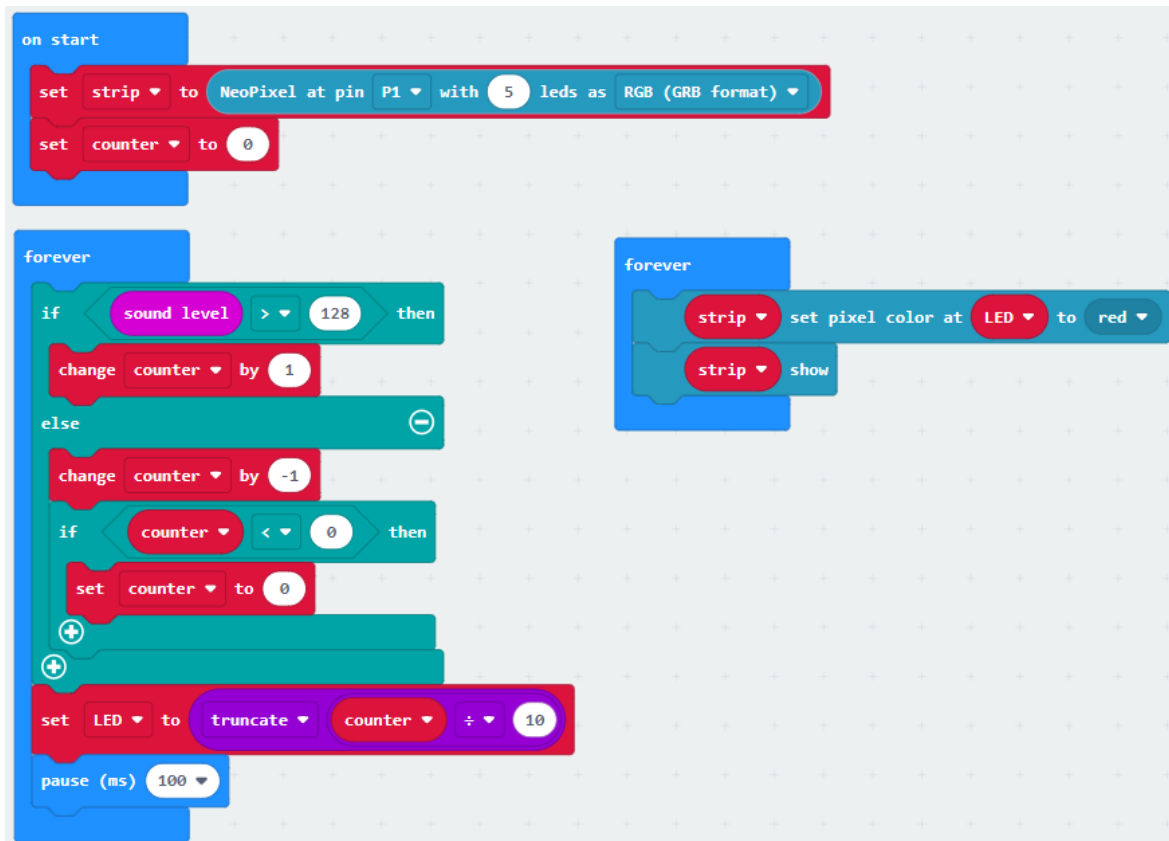 on start
set strip to NeoPixel at pin P1 with 5 leds as RGB (GRB format)
set counter to 0
forever
if sound level > 128 then
change counter by 1
else
change counter by -1
if counter < 0 then
set counter to 0
set LED to truncate counter ÷ 10
pause (ms) 100
forever
strip set pixel color at LED to red
strip show